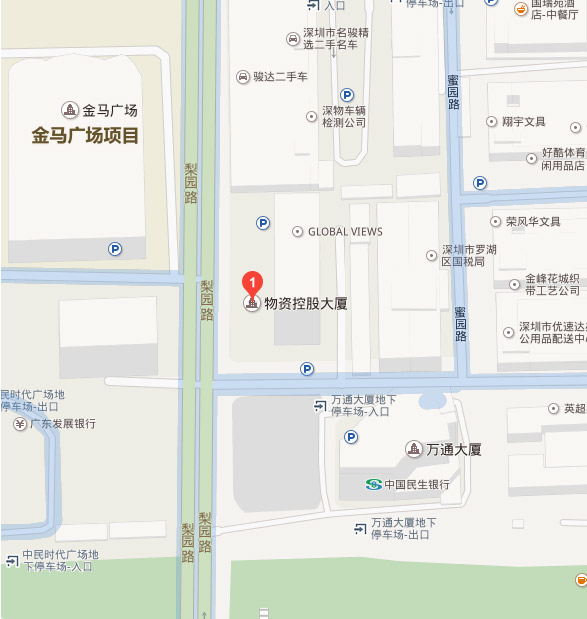 入口
停车场-出口
国瑞苑酒
店-中餐厅
深圳市名骏精
选二手名车
骏达二手车
蜜园路
金马广场
金马广场项目
深物车辆
检测公司
翔宇文具
好酷体育
闲用品店
梨园路
荣风华文具
GLOBAL VIEWS
深圳市罗湖
区国税局
梨园路
1
物资控股大厦
金峰花城织
带工艺公司
蜜园路
深圳市优速达
公用品配送中
民时代广场地
停车场-出口
万通大厦地下
停车场-入口
英超
¥
广东发展银行
万通大厦
中国民生银行
梨园路
梨园路
万通大厦地下
停车场-出口
中民时代广场地
下停车场-入口